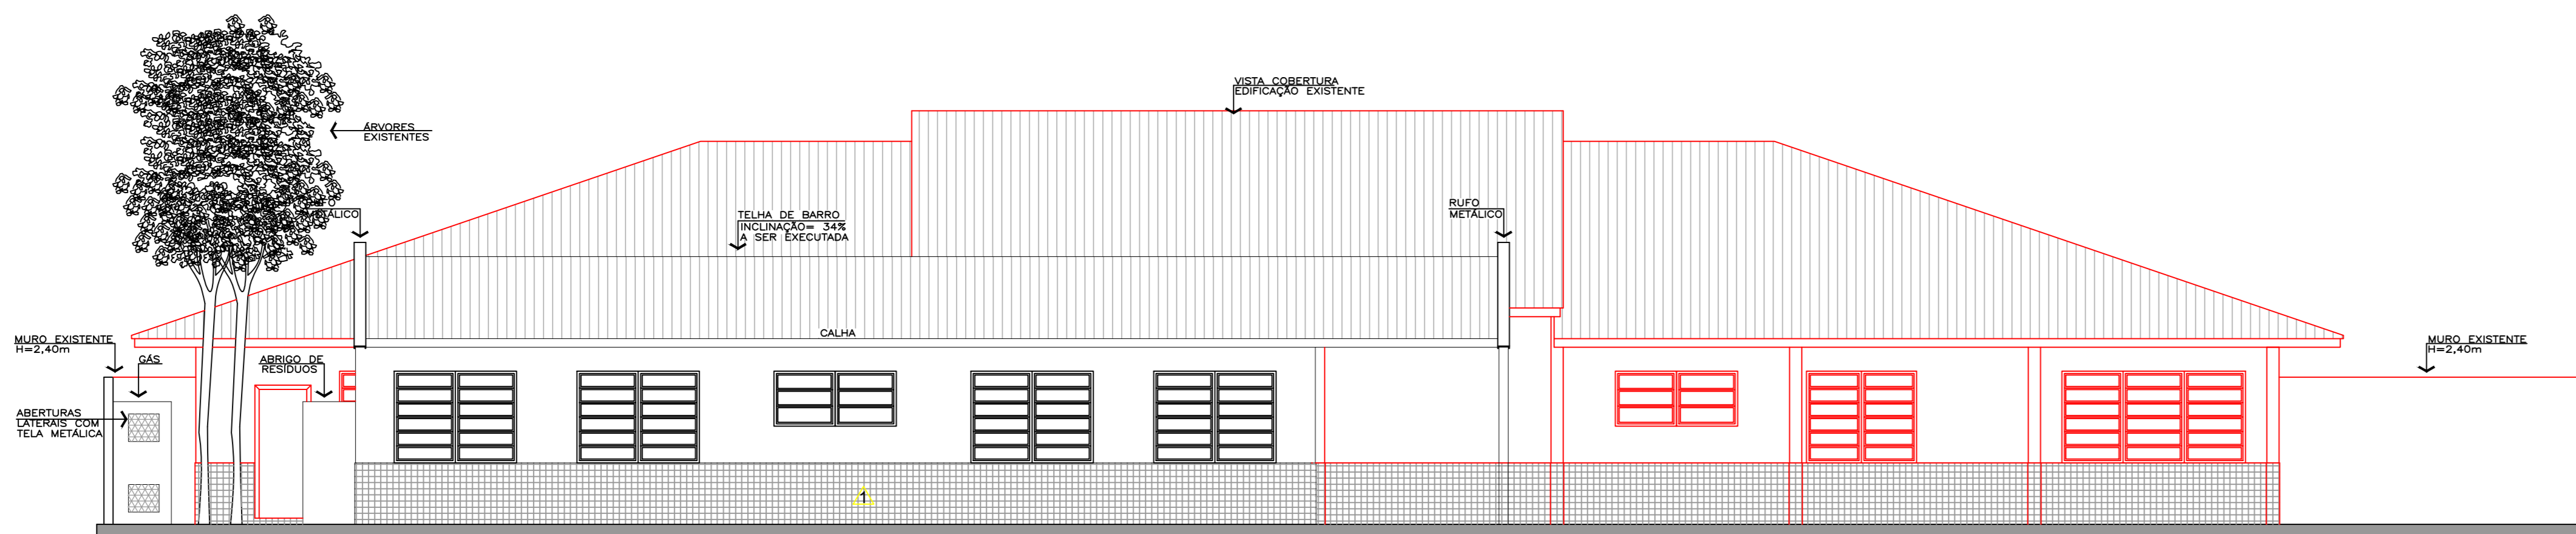 VISTA COBERTURA
EDIFICAÇÃO EXISTENTE
ÁRVORES
EXISTENTES
METÁLICO
TELHA DE BARRO
INCLINAÇÃO= 34%
A SER EXECUTADA
RUFO
METÁLICO
CALHA
MURO EXISTENTE
H=2,40m
GÁS
ABRIGO DE
RESÍDUOS
MURO EXISTENTE
H=2,40m
ABERTURAS
LATERAIS COM
TELA METÁLICA
1